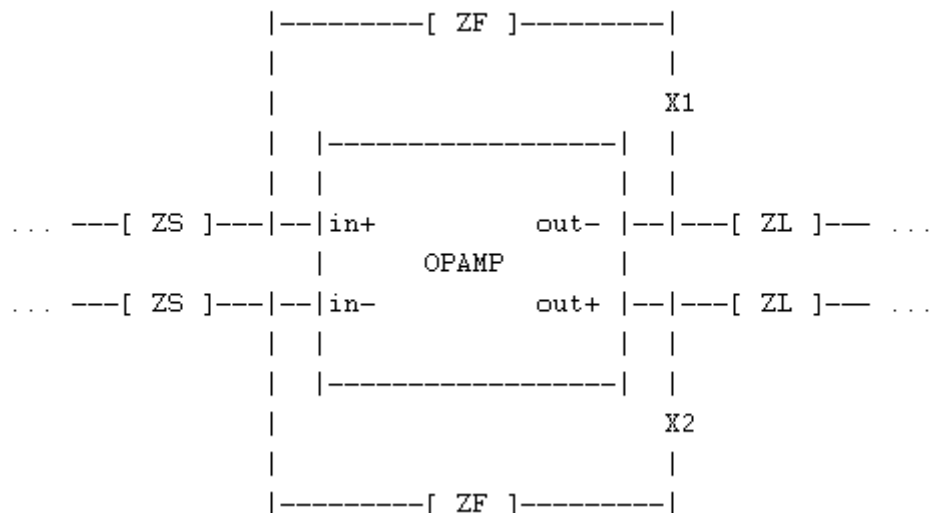 |---------[ ZF ]---------|
|                        |
|                        X1
|  |------------------|  |
|  |                  |  |
... ---[ ZS ]---|--|in+          out- |--|---[ ZL ]--- ...
|      OPAMP       |
... ---[ ZS ]---|--|in-          out+ |--|---[ ZL ]--- ...
|  |                  |  |
|  |------------------|  |
|                        X2
|                        |
|---------[ ZF ]---------|